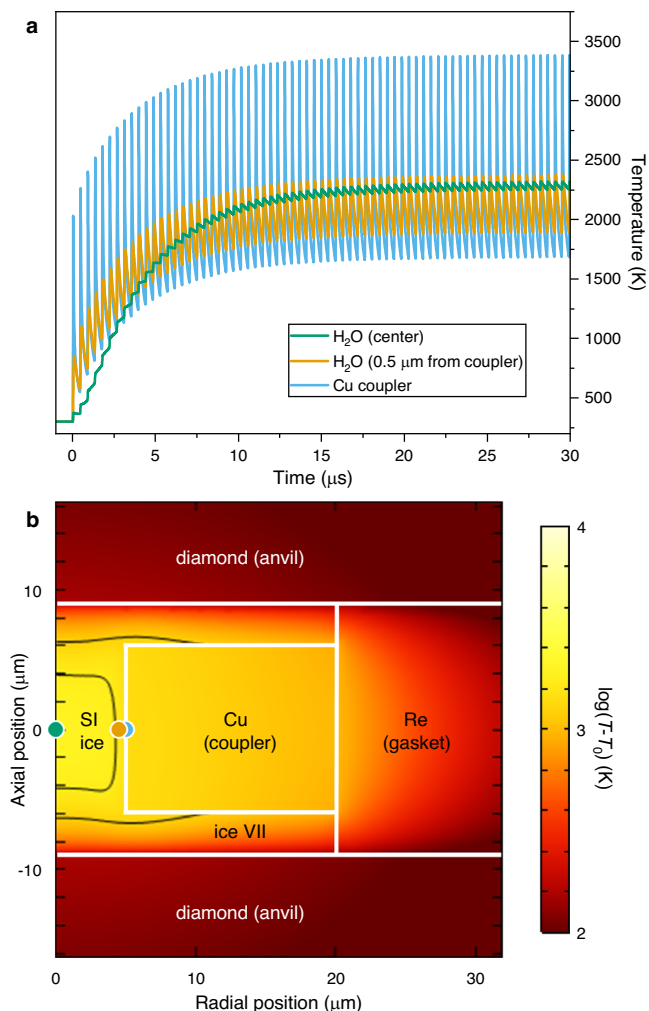 a
3500
3000
2500
2000
1500
1000
500
Temperature (K)
H₂O (center)
H₂O (0.5 μm from coupler)
Cu coupler
0
5
10
15
20
25
30
Time (μs)
b
diamond (anvil)
10
0
-10
Axial position (μm)
SI
ice
Cu
(coupler)
Re
(gasket)
ice VII
diamond (anvil)
0
10
20
30
Radial position (μm)
4
3
2
log(T-T₀) (K)